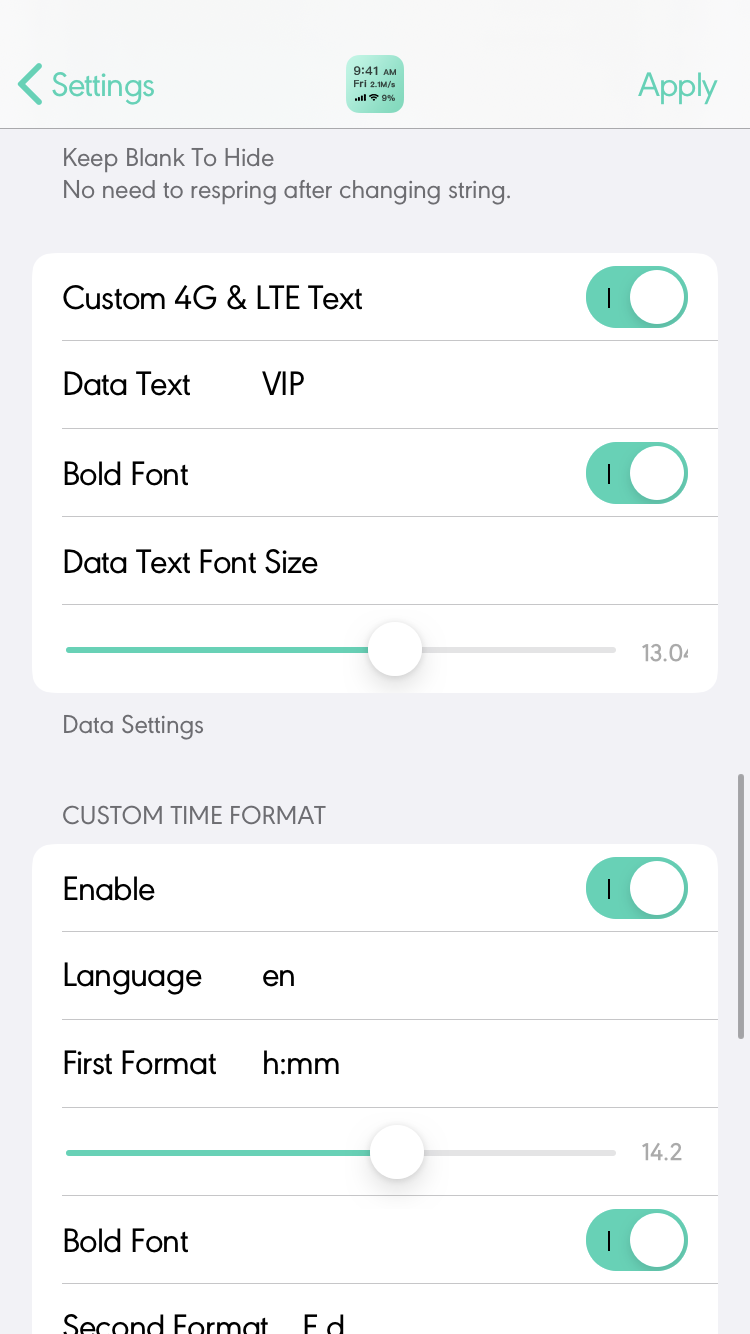 Settings
9:41 AM
Fri 2.1M/s
9%
Apply
Keep Blank To Hide
No need to respring after changing string.
Custom 4G & LTE Text
Data Text VIP
Bold Font
Data Text Font Size
13.04
Data Settings
CUSTOM TIME FORMAT
Enable
Language en
First Format h:mm
14.2
Bold Font
Second Format E d